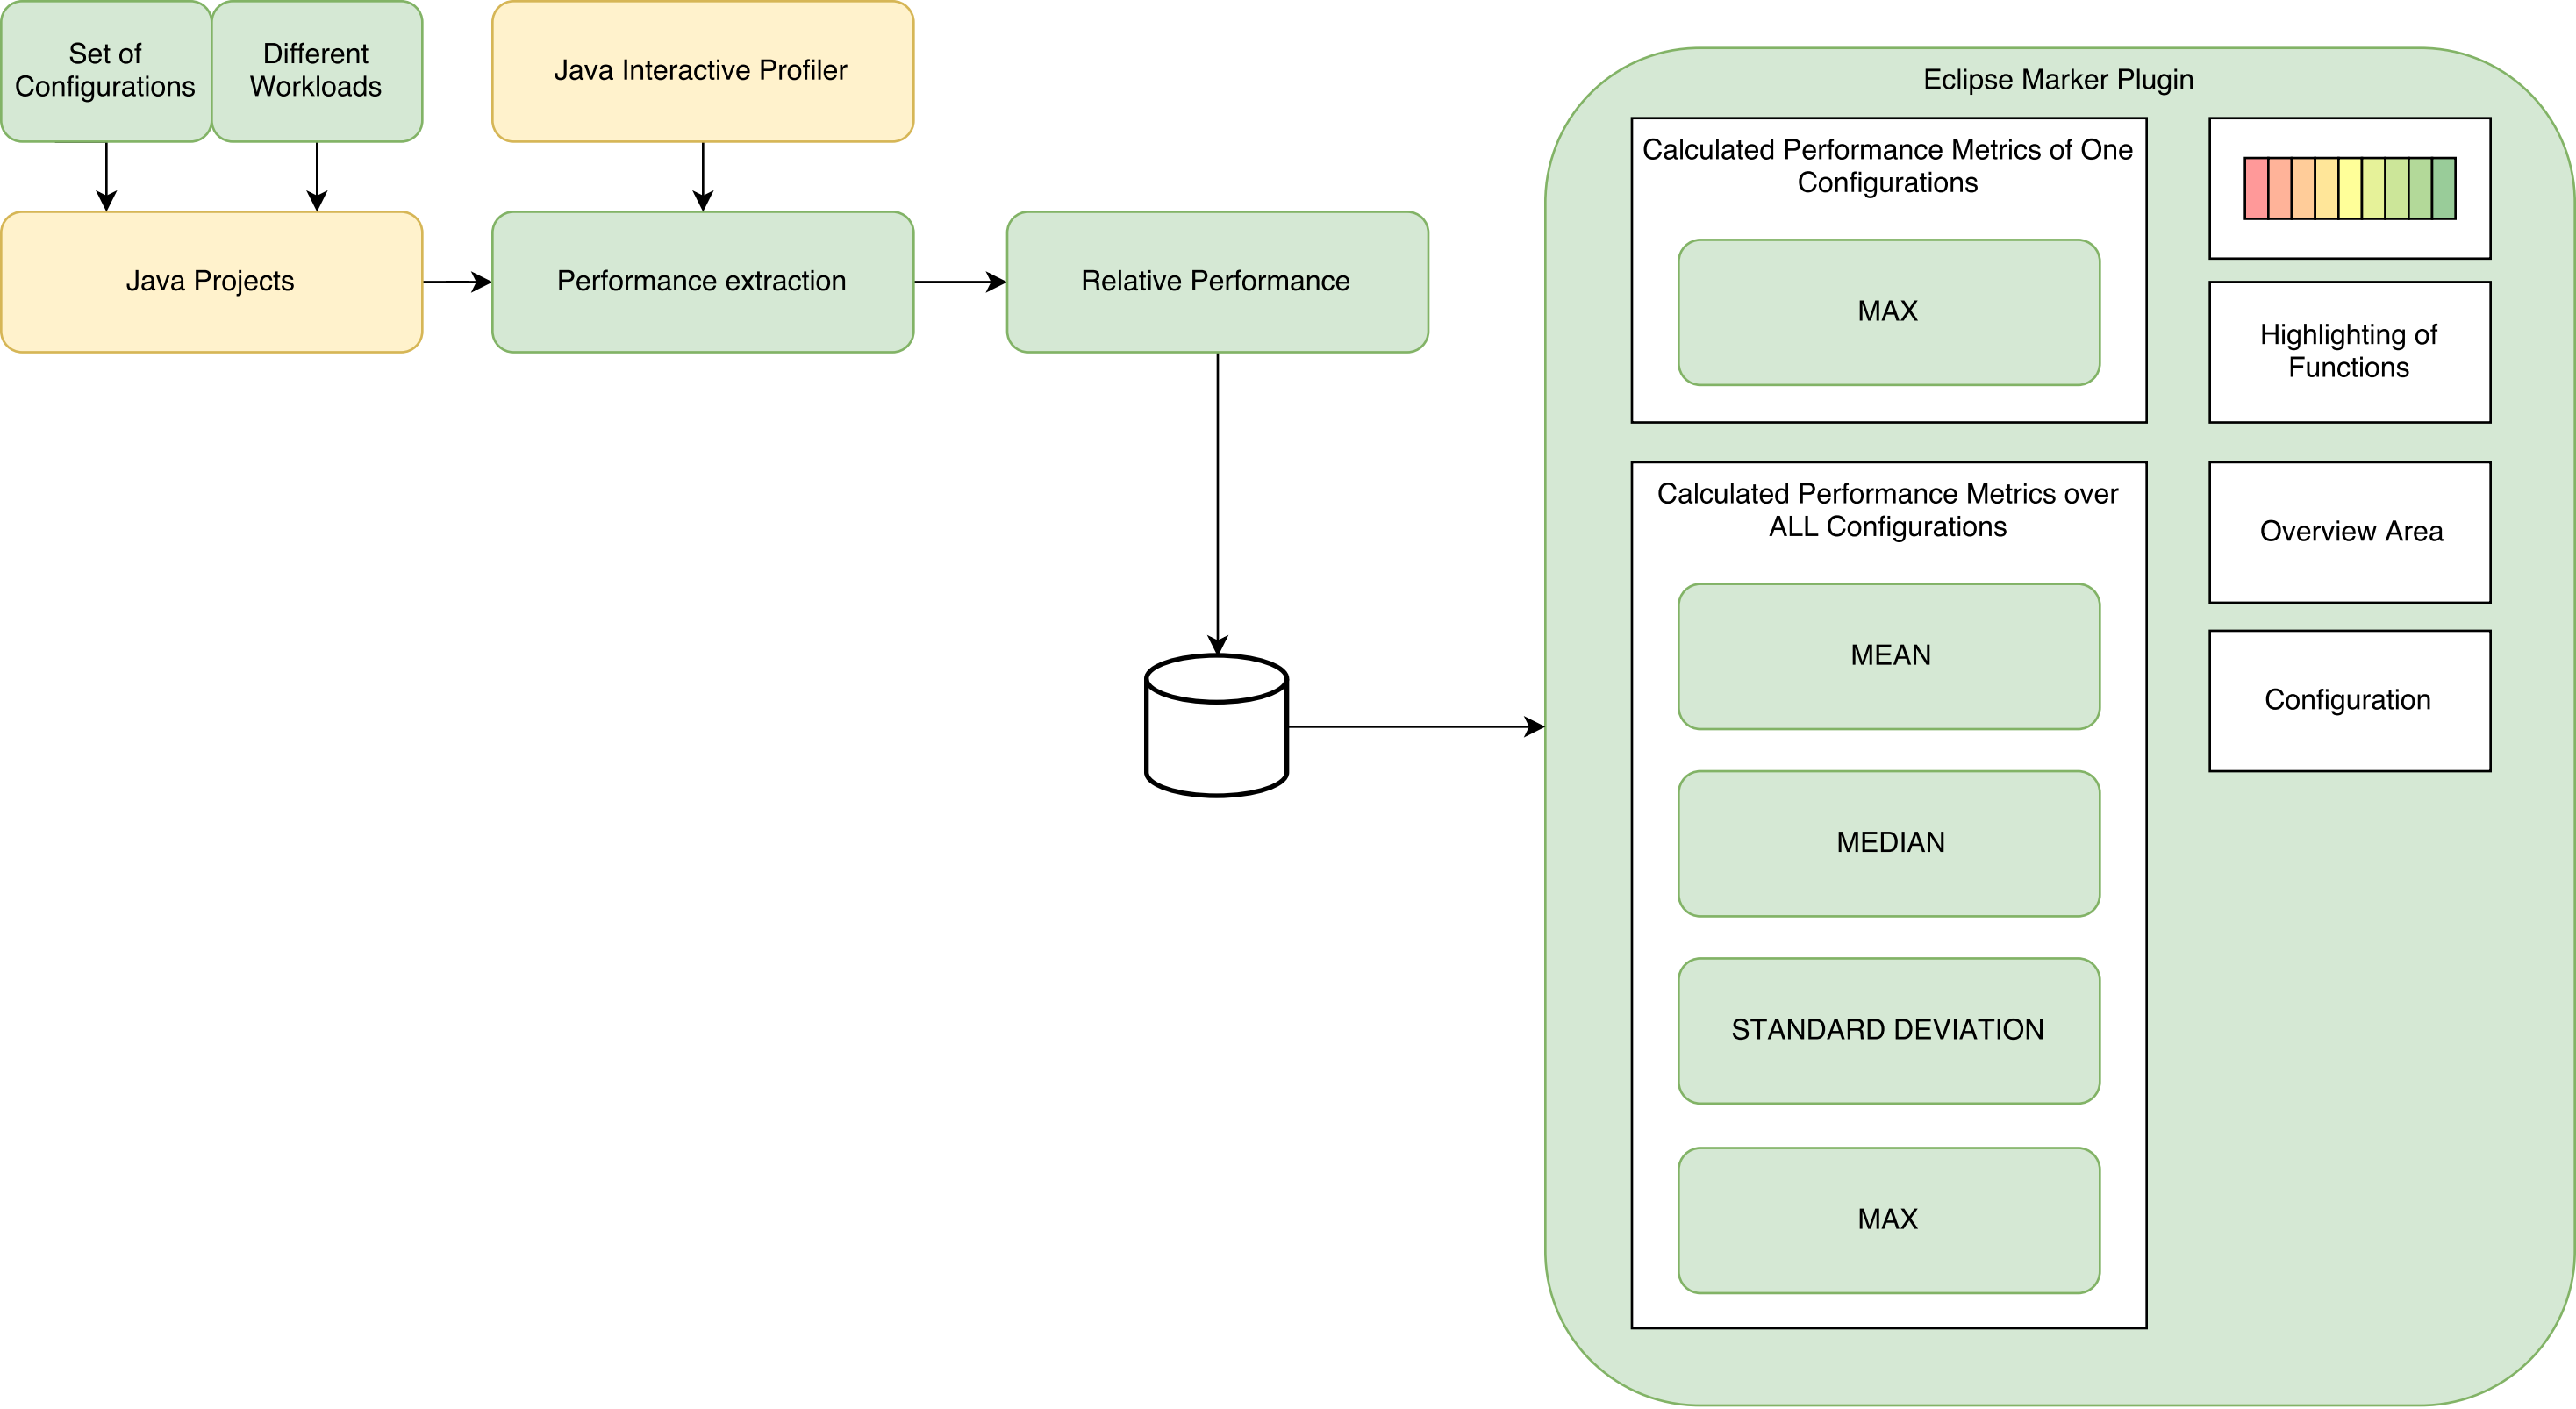 Set of
Configurations
Different
Workloads
Java Interactive Profiler
Java Projects
Performance extraction
Relative Performance
Eclipse Marker Plugin
Calculated Performance Metrics of One
Configurations
MAX
Calculated Performance Metrics over
ALL Configurations
MEAN
MEDIAN
STANDARD DEVIATION
MAX
Highlighting of
Functions
Overview Area
Configuration